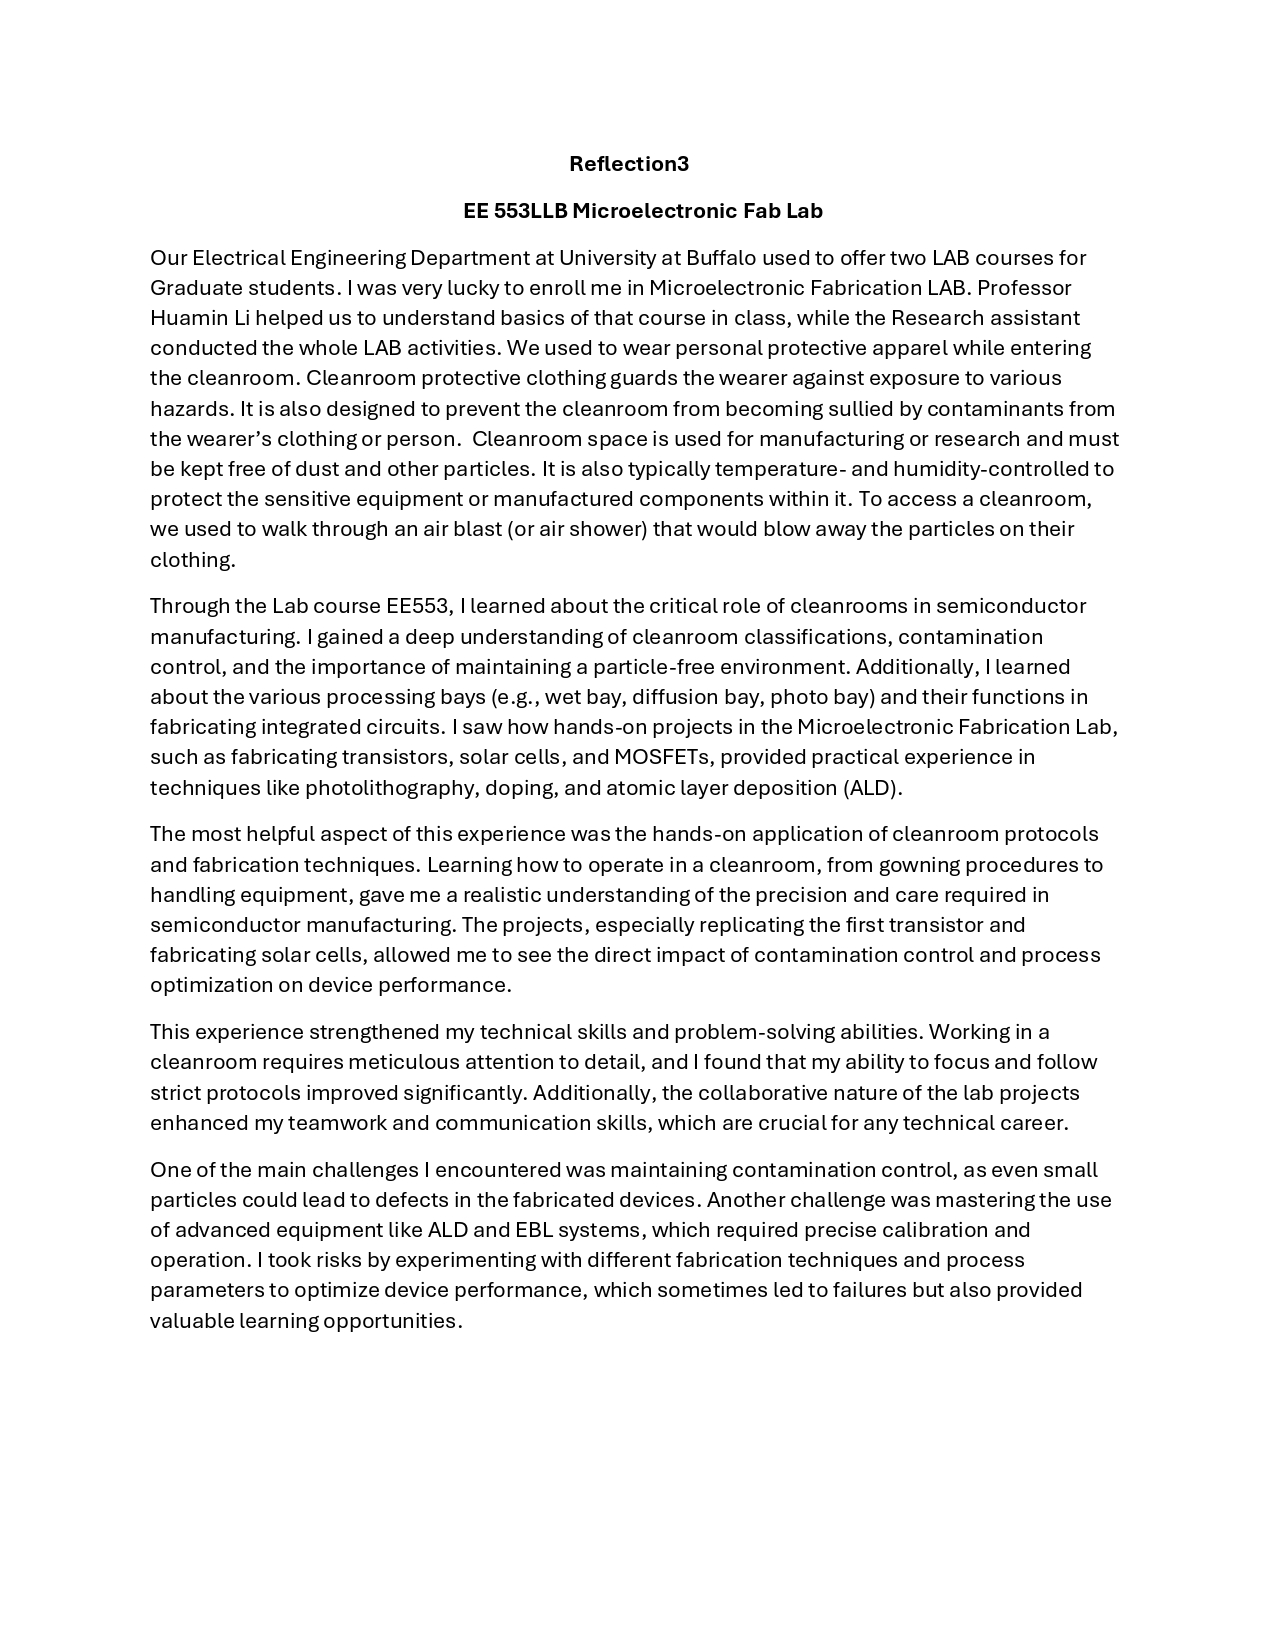 Reflection3
EE 553LLB Microelectronic Fab Lab
Our Electrical Engineering Department at University at Buffalo used to offer two LAB courses for
Graduate students. I was very lucky to enroll me in Microelectronic Fabrication LAB. Professor
Huamin Li helped us to understand basics of that course in class, while the Research assistant
conducted the whole LAB activities. We used to wear personal protective apparel while entering
the cleanroom. Cleanroom protective clothing guards the wearer against exposure to various
hazards. It is also designed to prevent the cleanroom from becoming sullied by contaminants from
the wearer’s clothing or person.  Cleanroom space is used for manufacturing or research and must
be kept free of dust and other particles. It is also typically temperature- and humidity-controlled to
protect the sensitive equipment or manufactured components within it. To access a cleanroom,
we used to walk through an air blast (or air shower) that would blow away the particles on their
clothing.
Through the Lab course EE553, I learned about the critical role of cleanrooms in semiconductor
manufacturing. I gained a deep understanding of cleanroom classifications, contamination
control, and the importance of maintaining a particle-free environment. Additionally, I learned
about the various processing bays (e.g., wet bay, diffusion bay, photo bay) and their functions in
fabricating integrated circuits. I saw how hands-on projects in the Microelectronic Fabrication Lab,
such as fabricating transistors, solar cells, and MOSFETs, provided practical experience in
techniques like photolithography, doping, and atomic layer deposition (ALD).
The most helpful aspect of this experience was the hands-on application of cleanroom protocols
and fabrication techniques. Learning how to operate in a cleanroom, from gowning procedures to
handling equipment, gave me a realistic understanding of the precision and care required in
semiconductor manufacturing. The projects, especially replicating the first transistor and
fabricating solar cells, allowed me to see the direct impact of contamination control and process
optimization on device performance.
This experience strengthened my technical skills and problem-solving abilities. Working in a
cleanroom requires meticulous attention to detail, and I found that my ability to focus and follow
strict protocols improved significantly. Additionally, the collaborative nature of the lab projects
enhanced my teamwork and communication skills, which are crucial for any technical career.
One of the main challenges I encountered was maintaining contamination control, as even small
particles could lead to defects in the fabricated devices. Another challenge was mastering the use
of advanced equipment like ALD and EBL systems, which required precise calibration and
operation. I took risks by experimenting with different fabrication techniques and process
parameters to optimize device performance, which sometimes led to failures but also provided
valuable learning opportunities.